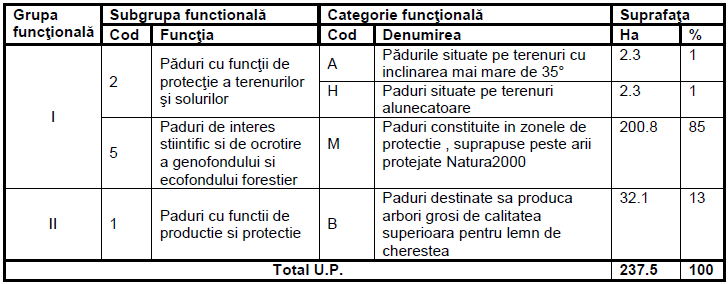 Grupa funcţională Subgrupa functională Categorie funcţională Suprafaţa
Cod Funcţia Cod Denumirea Ha %
I 2 Păduri cu funcţii de protecţie a terenurilor şi solurilor A Pădurile situate pe terenuri cu inclinarea mai mare de 35° 2.3 1
H Paduri situate pe terenuri alunecatoare 2.3 1
5 Paduri de interes stiintific si de ocrotire a genofondului si ecofondului forestier M Paduri constituite in zonele de protectie , suprapuse peste arii protejate Natura2000 200.8 85
II 1 Paduri cu functii de productie si protectie B Paduri destinate sa produca arbori grosi de calitatea superioara pentru lemn de cherestea 32.1 13
Total U.P. 237.5 100